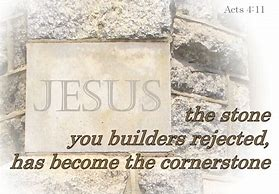 Acts 4:11
JESUS
the stone
you builders rejected,
has become the cornerstone